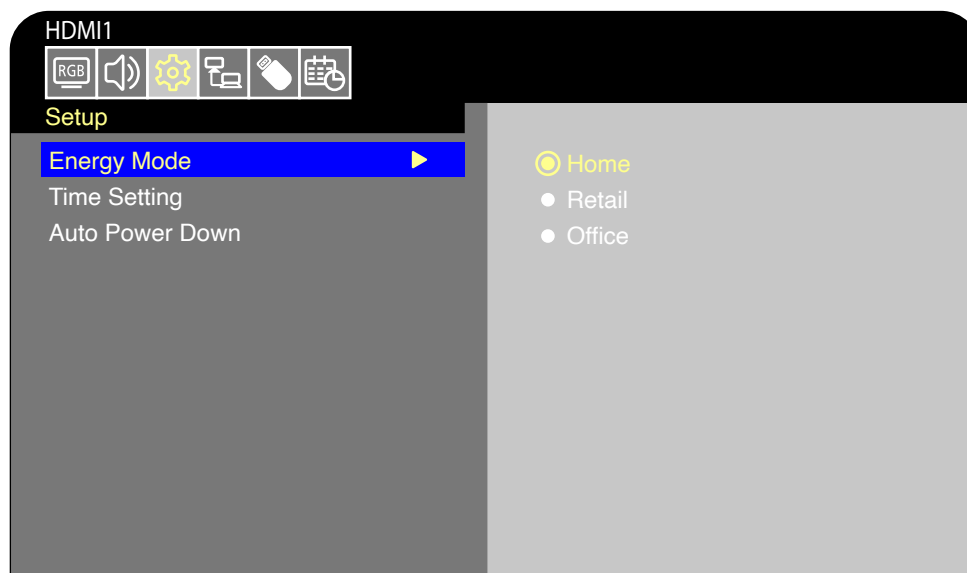 HDMI1
RGB
Setup
Energy Mode
Time Setting
Auto Power Down
Home
Retail
Office